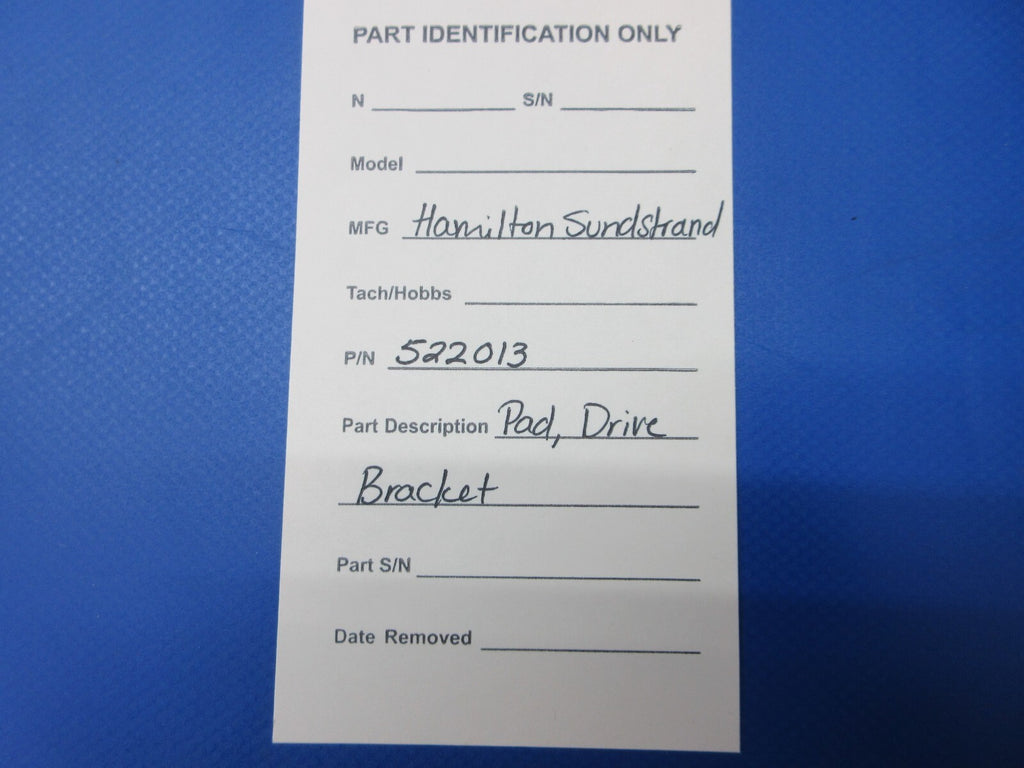 PART IDENTIFICATION ONLY
N S/N
Model
MFG Hamilton Sundstrand
Tach/Hobbs
P/N 522013
Part Description Pad, Drive
Bracket
Part S/N
Date Removed